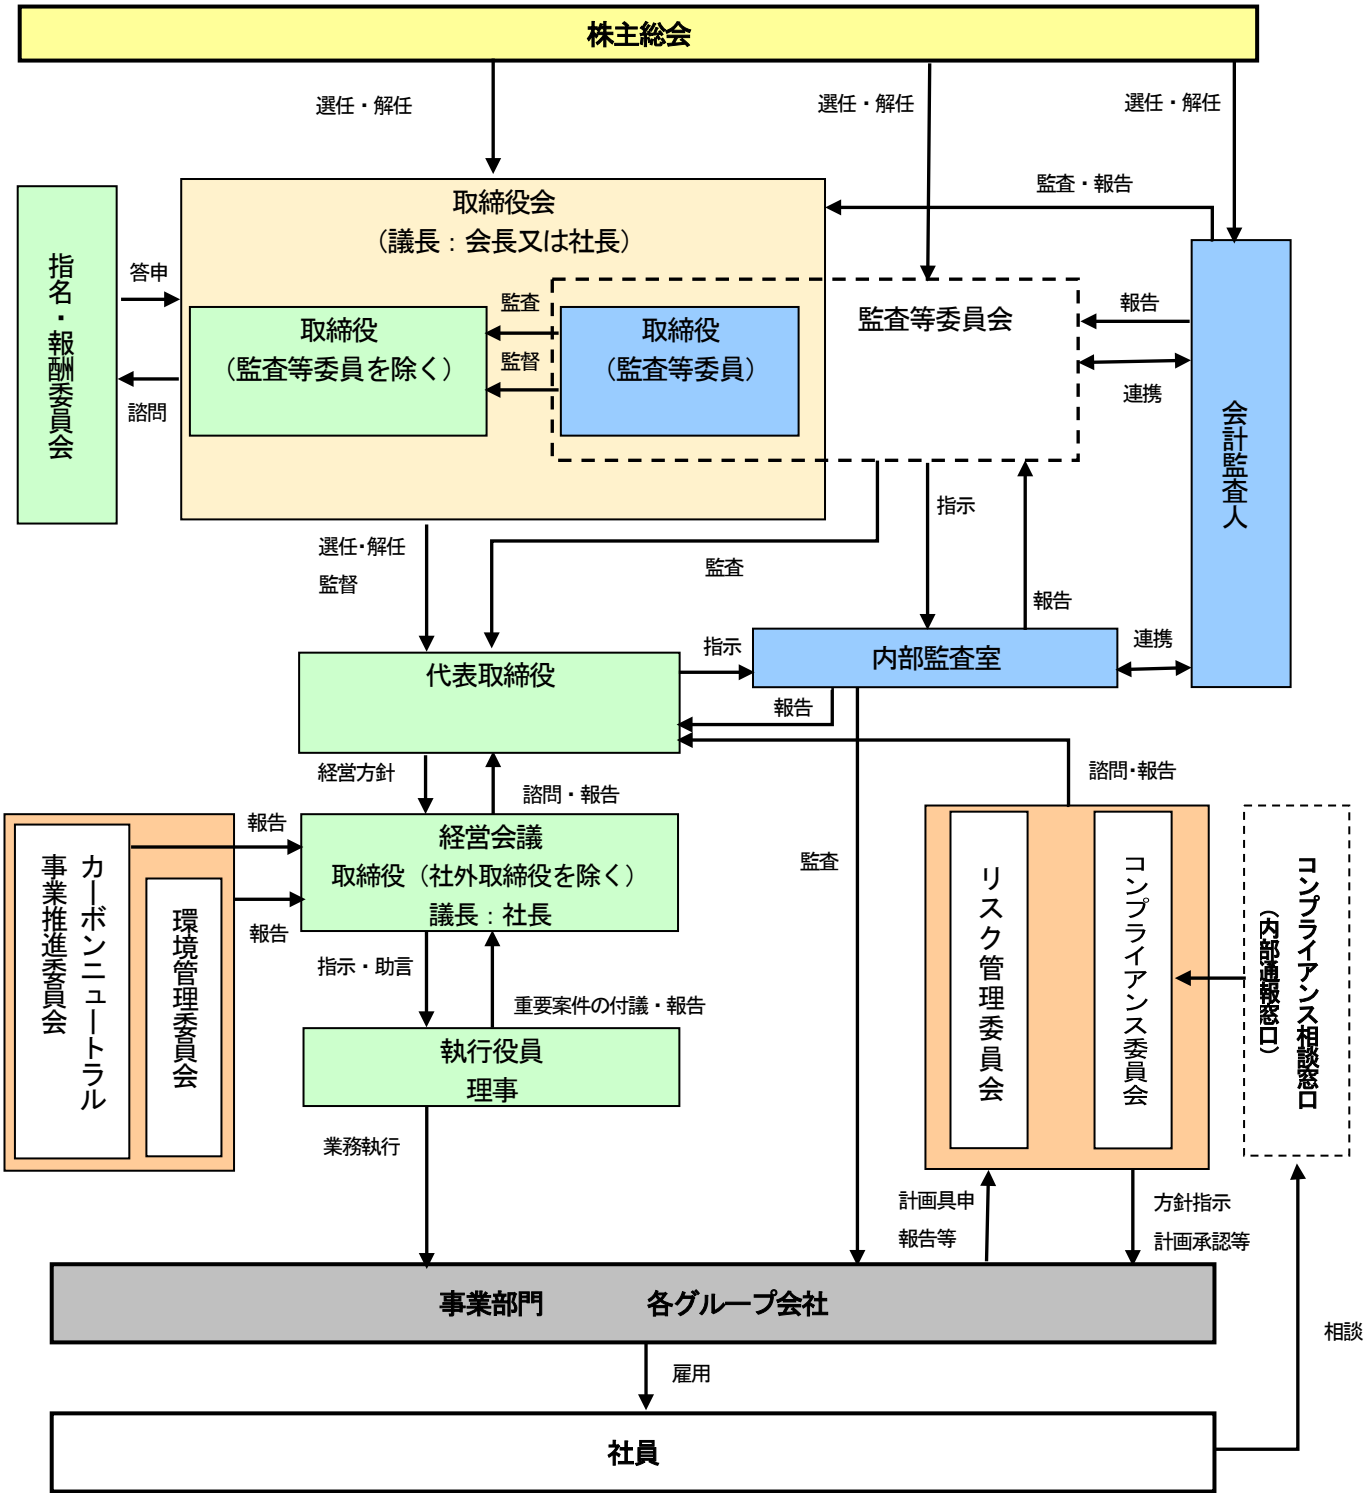 株主総会
選任・解任
選任・解任
選任・解任
監査・報告
取締役会
（議長：会長又は社長）
指名・報酬委員会
答申
諮問
監査
監督
取締役
（監査等委員を除く）
取締役
（監査等委員）
監査等委員会
報告
連携
会計監査人
選任・解任
監督
監査
指示
報告
代表取締役
指示
内部監査室
連携
報告
経営方針
諮問・報告
諮問・報告
カーボンニュートラル
事業推進委員会
環境管理委員会
報告
報告
経営会議
取締役（社外取締役を除く）
議長：社長
監査
リスク管理委員会
コンプライアンス委員会
コンプライアンス相談窓口
（内部通報窓口）
指示・助言
重要案件の付議・報告
執行役員
理事
業務執行
計画具申
報告等
方針指示
計画承認等
事業部門　　　　各グループ会社
相談
雇用
社員